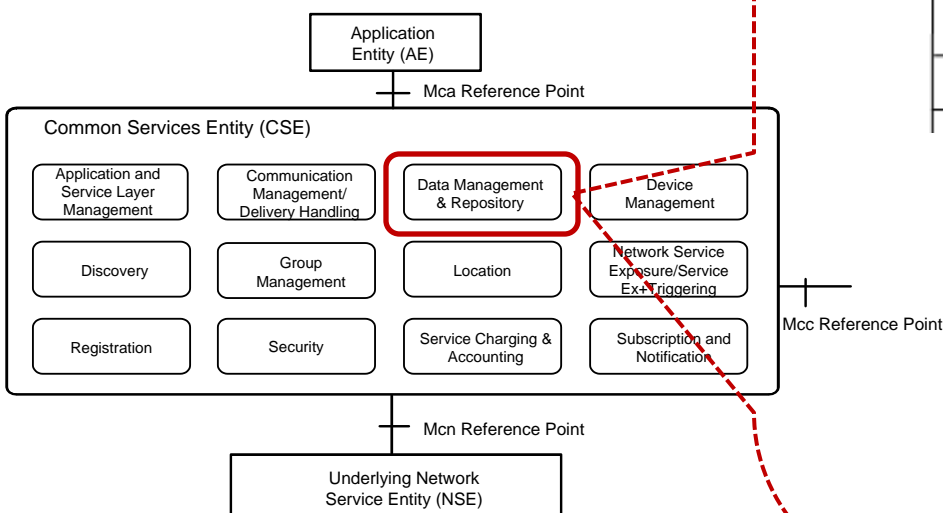 Application
Entity (AE)
Mca Reference Point
Common Services Entity (CSE)
Application and
Service Layer
Management
Communication
Management/
Delivery Handling
Data Management
& Repository
Device
Management
Discovery
Group
Management
Location
Network Service
Exposure/Service
Ex+Triggering
Mcc Reference Point
Registration
Security
Service Charging &
Accounting
Subscription and
Notification
Mcn Reference Point
Underlying Network
Service Entity (NSE)